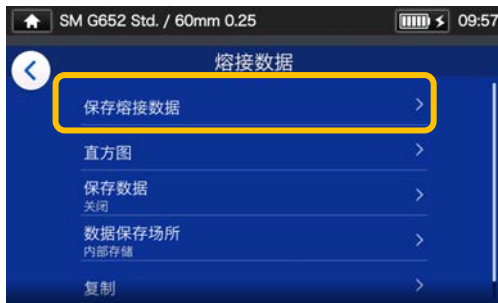 SM G652 Std. / 60mm 0.25 09:57
熔接数据
保存熔接数据
直方图
保存数据
关闭
数据保存场所
内部存储
复制